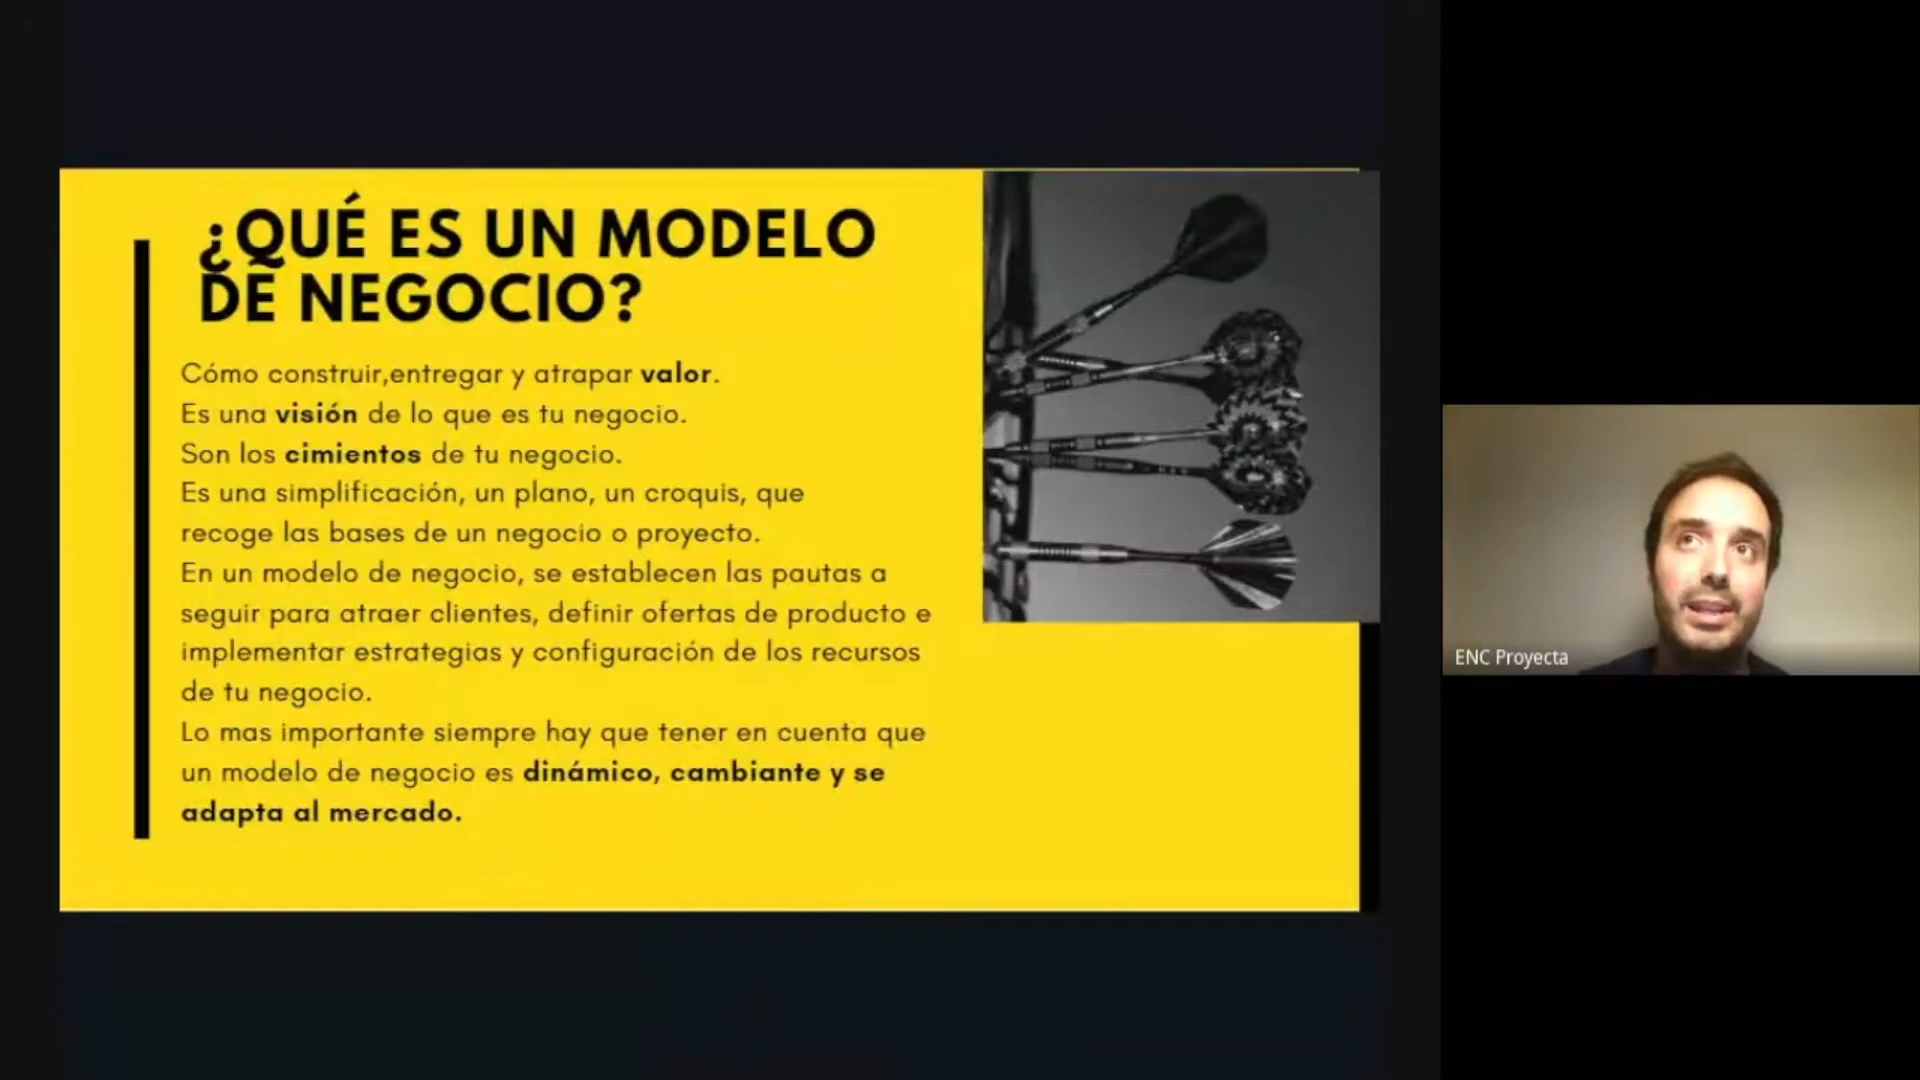 ¿QUÉ ES UN MODELO
DE NEGOCIO?
Cómo construir,entregar y atrapar valor.
Es una visión de lo que es tu negocio.
Son los cimientos de tu negocio.
Es una simplificación, un plano, un croquis, que
recoge las bases de un negocio o proyecto.
En un modelo de negocio, se establecen las pautas a
seguir para atraer clientes, definir ofertas de producto e
implementar estrategias y configuración de los recursos
de tu negocio.
Lo mas importante siempre hay que tener en cuenta que
un modelo de negocio es dinámico, cambiante y se
adapta al mercado.
ENC Proyecta